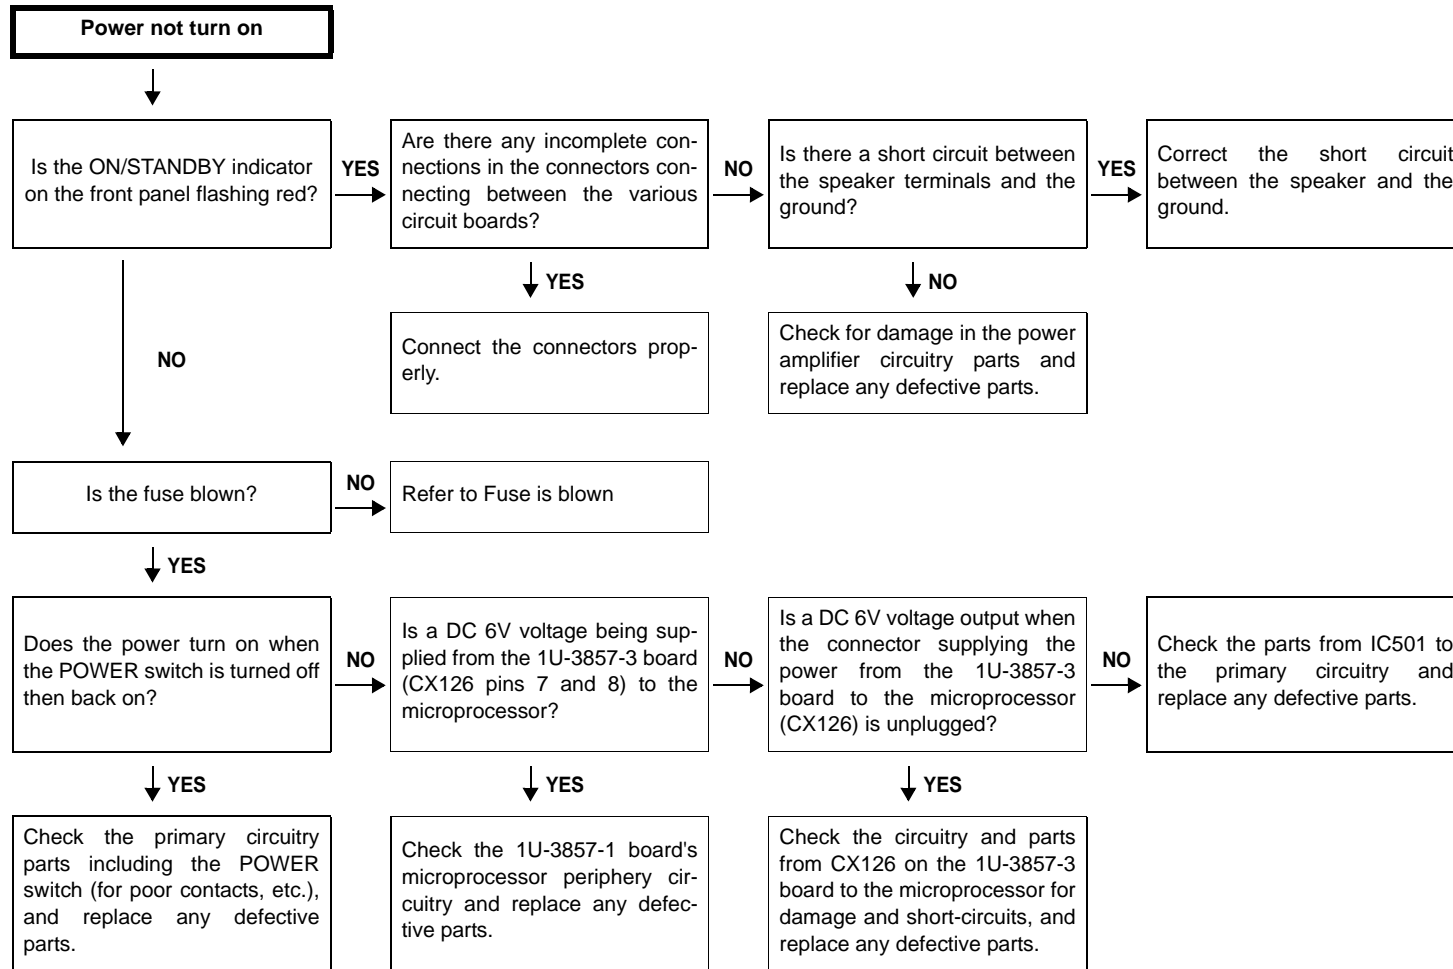 Power not turn on
Is the ON/STANDBY indicator
on the front panel flashing red?
YES
Are there any incomplete con-
nections in the connectors con-
necting between the various
circuit boards?
NO
Is there a short circuit between
the speaker terminals and the
ground?
YES
Correct the short circuit
between the speaker and the
ground.
YES
NO
NO
Connect the connectors prop-
erly.
Check for damage in the power
amplifier circuitry parts and
replace any defective parts.
Is the fuse blown?
NO
Refer to Fuse is blown
YES
Does the power turn on when
the POWER switch is turned off
then back on?
NO
Is a DC 6V voltage being sup-
plied from the 1U-3857-3 board
(CX126 pins 7 and 8) to the
microprocessor?
NO
Is a DC 6V voltage output when
the connector supplying the
power from the 1U-3857-3
board to the microprocessor
(CX126) is unplugged?
NO
Check the parts from IC501 to
the primary circuitry and
replace any defective parts.
YES
YES
YES
Check the primary circuitry
parts including the POWER
switch (for poor contacts, etc.),
and replace any defective
parts.
Check the 1U-3857-1 board's
microprocessor periphery cir-
cuitry and replace any defec-
tive parts.
Check the circuitry and parts
from CX126 on the 1U-3857-3
board to the microprocessor for
damage and short-circuits, and
replace any defective parts.